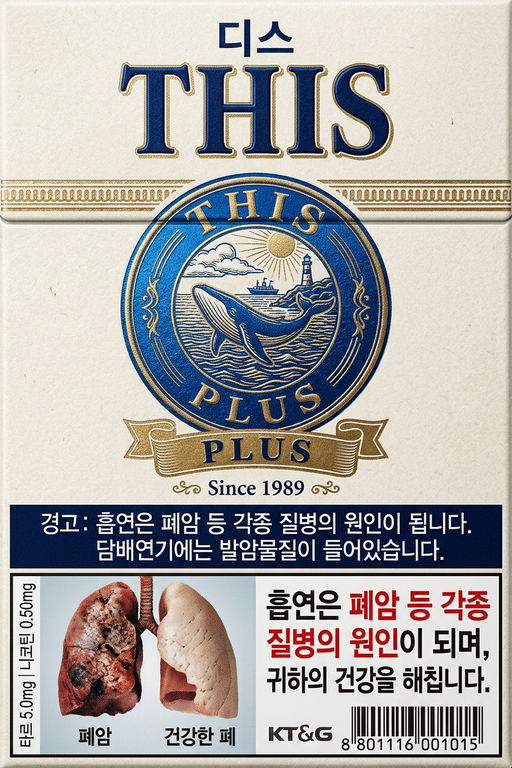 디스
THIS
THIS
PLUS
PLUS
Since 1989
경고: 흡연은 폐암 등 각종 질병의 원인이 됩니다.
담배연기에는 발암물질이 들어있습니다.
타르 5.0mg | 니코틴 0.50mg
폐암
건강한 폐
흡연은 폐암 등 각종
질병의 원인이 되며,
귀하의 건강을 해칩니다.
KT&G
8 801116 001015